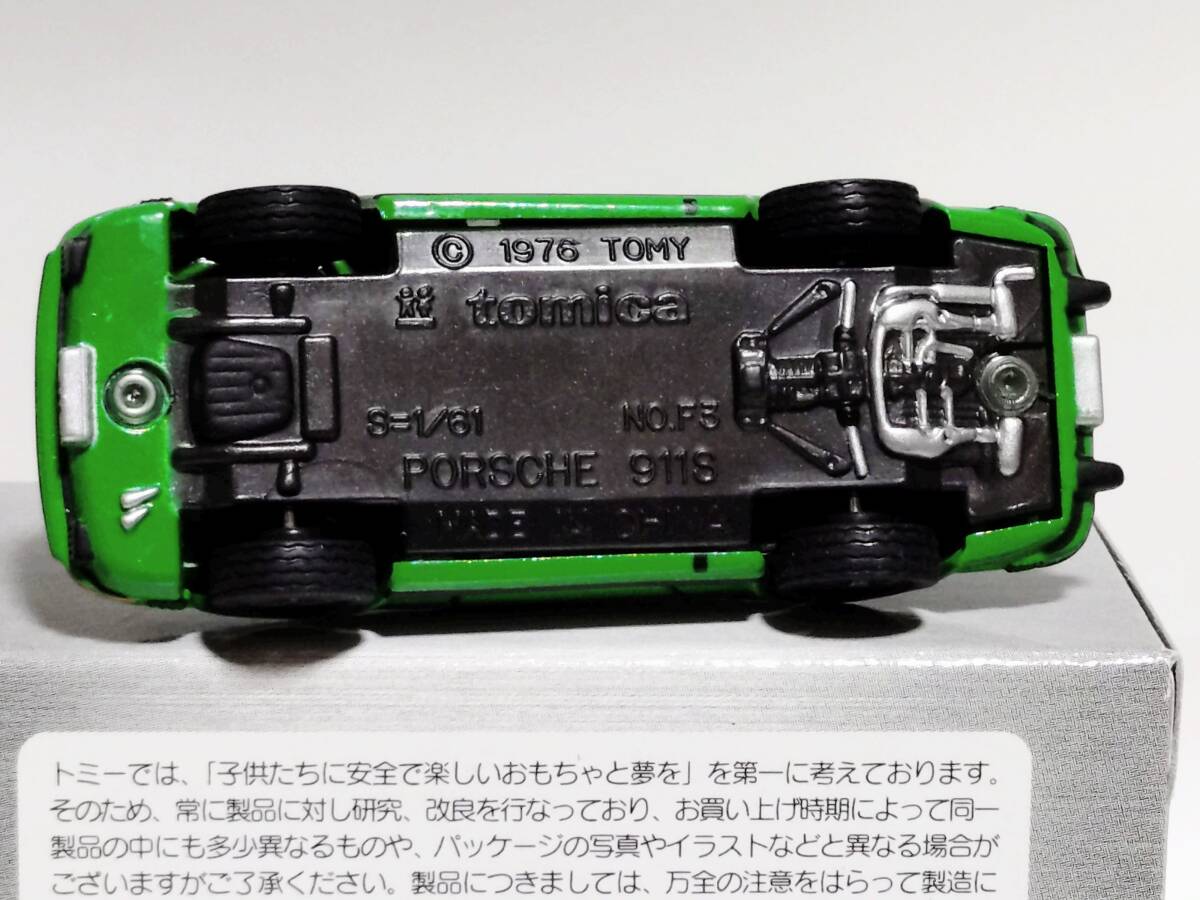 © 1976 TOMY
tomica
S=1/61 NO.F3
PORSCHE 911S
MADE IN CHINA
トミーでは、「子供たちに安全で楽しいおもちゃと夢を」を第一に考えております。
そのため、常に製品に対し研究、改良を行なっており、お買い上げ時期によって同一
製品の中にも多少異なるものや、パッケージの写真やイラストなどと異なる場合が
ございますがご了承ください。製品につきましては、万全の注意をはらって製造に